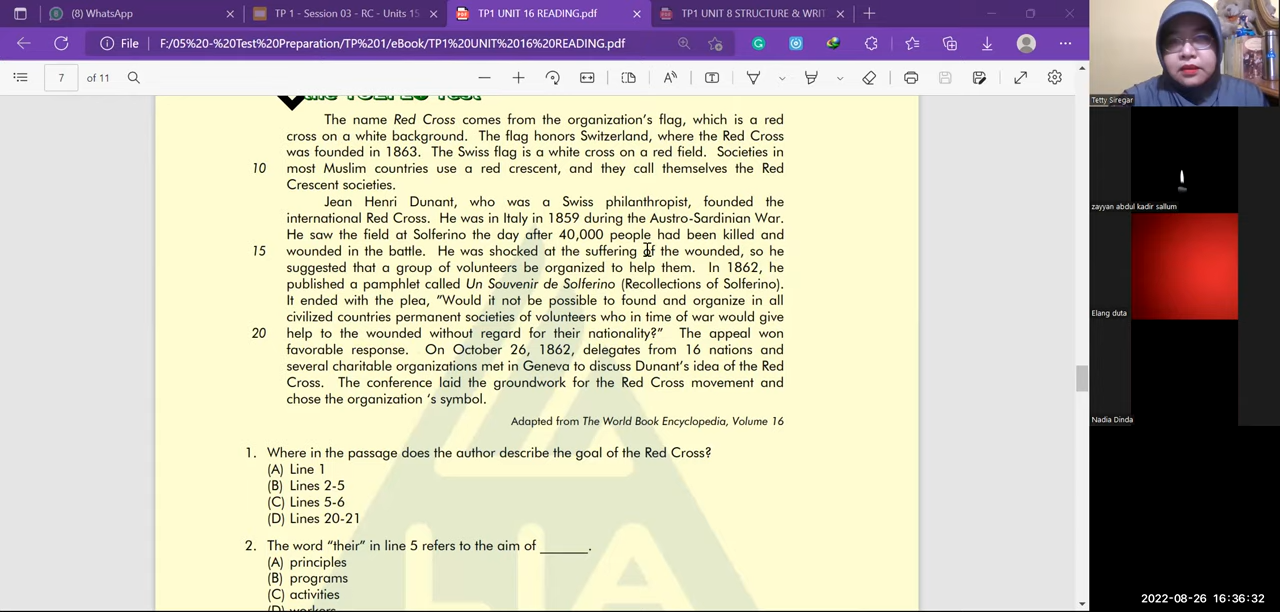 (8) WhatsApp
TP 1 - Session 03 - RC - Units 15
TP1 UNIT 16 READING.pdf
TP1 UNIT 8 STRUCTURE & WRIT
File
F:/05%20-%20Test%20Preparation/TP%201/eBook/TP1%20UNIT%2016%20READING.pdf
7 of 11
The name Red Cross comes from the organization's flag, which is a red
cross on a white background. The flag honors Switzerland, where the Red Cross
was founded in 1863. The Swiss flag is a white cross on a red field. Societies in
10 most Muslim countries use a red crescent, and they call themselves the Red
Crescent societies.
Jean Henri Dunant, who was a Swiss philanthropist, founded the
international Red Cross. He was in Italy in 1859 during the Austro-Sardinian War.
He saw the field at Solferino the day after 40,000 people had been killed and
15 wounded in the battle. He was shocked at the suffering of the wounded, so he
suggested that a group of volunteers be organized to help them. In 1862, he
published a pamphlet called Un Souvenir de Solferino (Recollections of Solferino).
It ended with the plea, "Would it not be possible to found and organize in all
civilized countries permanent societies of volunteers who in time of war would give
20 help to the wounded without regard for their nationality?" The appeal won
favorable response. On October 26, 1862, delegates from 16 nations and
several charitable organizations met in Geneva to discuss Dunant's idea of the Red
Cross. The conference laid the groundwork for the Red Cross movement and
chose the organization 's symbol.
Adapted from The World Book Encyclopedia, Volume 16
1. Where in the passage does the author describe the goal of the Red Cross?
(A) Line 1
(B) Lines 2-5
(C) Lines 5-6
(D) Lines 20-21
2. The word "their" in line 5 refers to the aim of ______.
(A) principles
(B) programs
(C) activities
(D) workers
LIA
Tetty Siregar
zayyan abdul kadir sallum
Elang duta
Nadia Dinda
2022-08-26 16:36:32